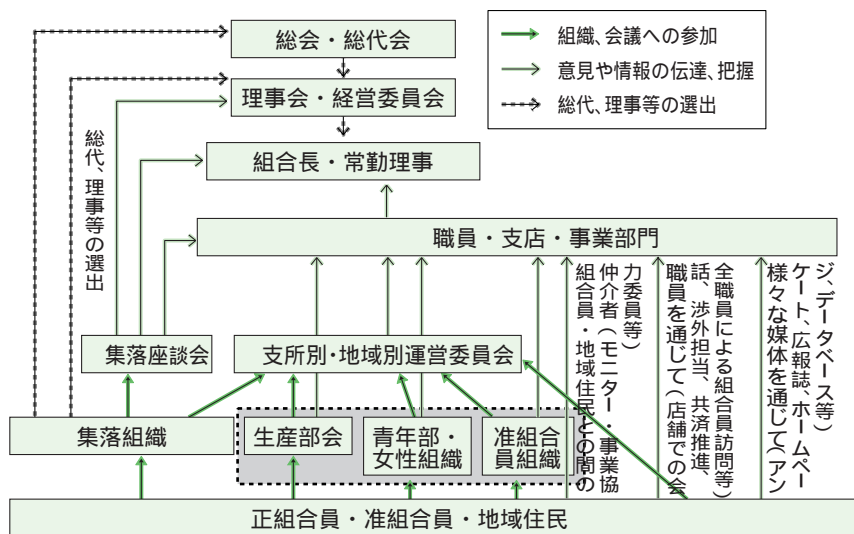 総会・総代会
理事会・経営委員会
組合長・常勤理事
職員・支店・事業部門
組織、会議への参加
意見や情報の伝達、把握
総代、理事等の選出
総代、理事等の選出
集落座談会
支所別・地域別運営委員会
組合員・地域住民との間の
仲介者(モニター・事業協
力委員等)
職員を通じて(店舗での会
話、渉外担当、共済推進、
全職員による組合員訪問等)
様々な媒体を通じて(アン
ケート、広報誌、ホームペー
ジ、データベース等)
集落組織
生産部会
青年部・
女性組織
准組合
員組織
正組合員・准組合員・地域住民